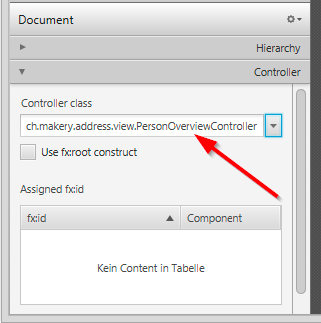 Document
Hierarchy
Controller
Controller class
ch.makery.address.view.PersonOverviewController
Use fx:root construct
Assigned fx:id
fx:id Component
Kein Content in Tabelle